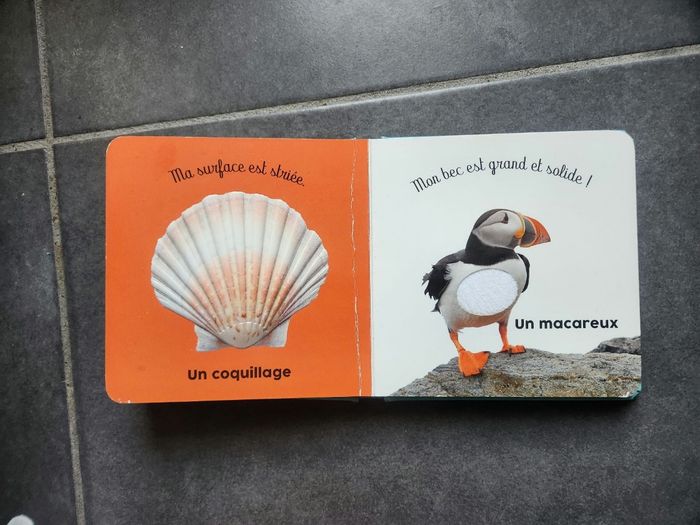 Ma surface est striée.
Un coquillage
Mon bec est grand et solide !
Un macareux